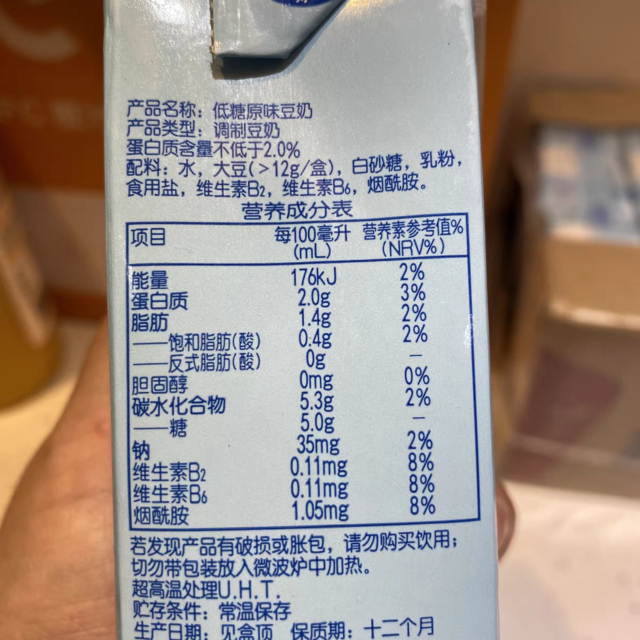 产品名称：低糖原味豆奶
产品类型：调制豆奶
蛋白质含量不低于2.0%
配料：水，大豆(>12g/盒)，白砂糖，乳粉，
食用盐，维生素B₂，维生素B₆，烟酰胺。
营养成分表
项目 每100毫升(mL) 营养素参考值%(NRV%)
能量 176kJ 2%
蛋白质 2.0g 3%
脂肪 1.4g 2%
——饱和脂肪(酸) 0.4g 2%
——反式脂肪(酸) 0g —
胆固醇 0mg 0%
碳水化合物 5.3g 2%
——糖 5.0g —
钠 35mg 2%
维生素B₂ 0.11mg 8%
维生素B₆ 0.11mg 8%
烟酰胺 1.05mg 8%
若发现产品有破损或胀包，请勿购买饮用；
切勿带包装放入微波炉中加热。
超高温处理U.H.T.
贮存条件：常温保存
生产日期：见盒顶 保质期：十二个月